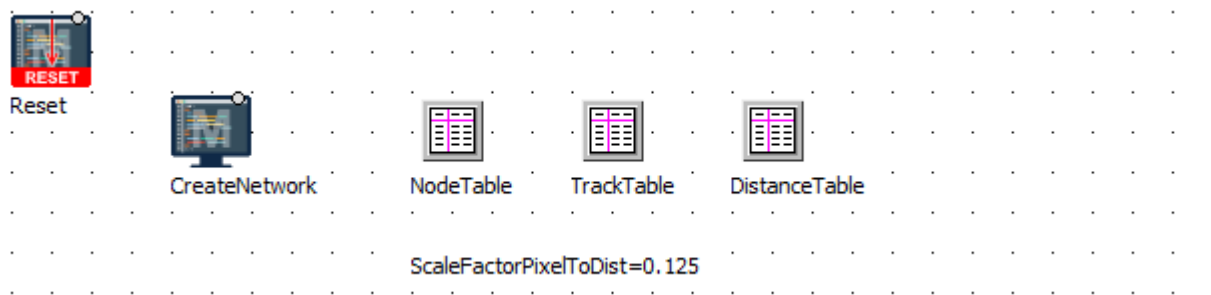 RESET
Reset
M
CreateNetwork
NodeTable
TrackTable
DistanceTable
ScaleFactorPixelToDist=0.125